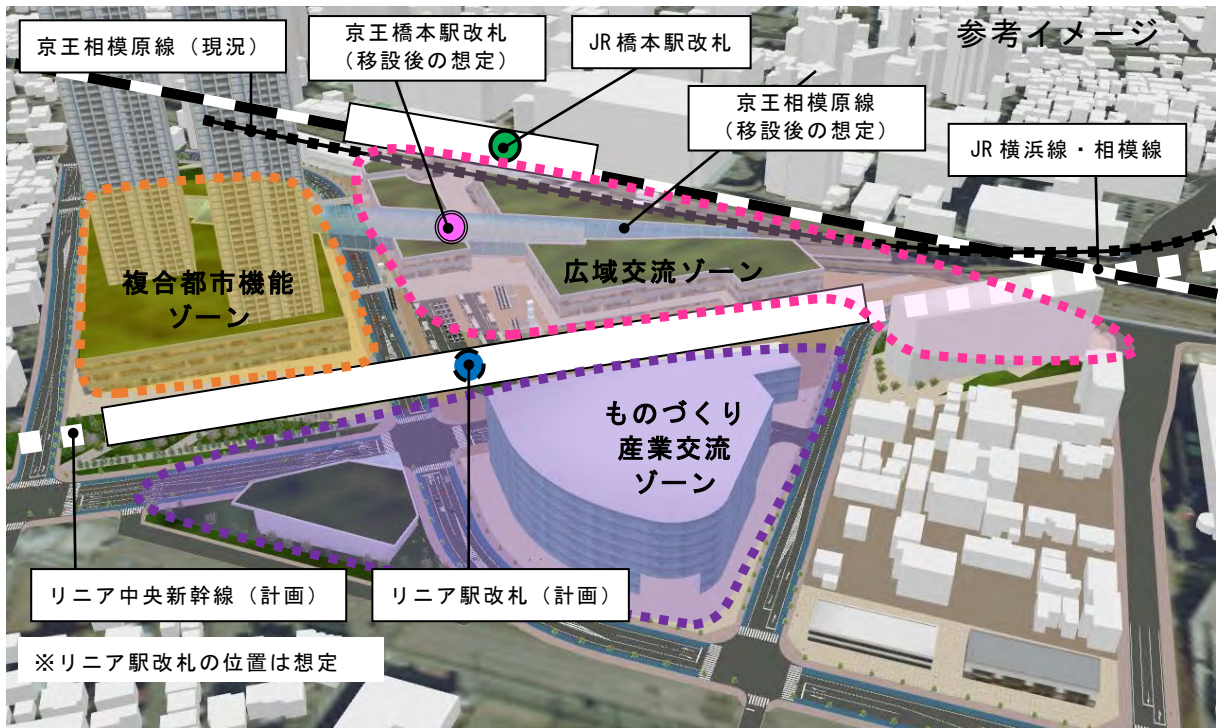 参考イメージ
京王相模原線（現況）
京王橋本駅改札
（移設後の想定）
JR橋本駅改札
京王相模原線
（移設後の想定）
JR横浜線・相模線
複合都市機能
ゾーン
広域交流ゾーン
ものづくり
産業交流
ゾーン
リニア中央新幹線（計画）
リニア駅改札（計画）
※リニア駅改札の位置は想定